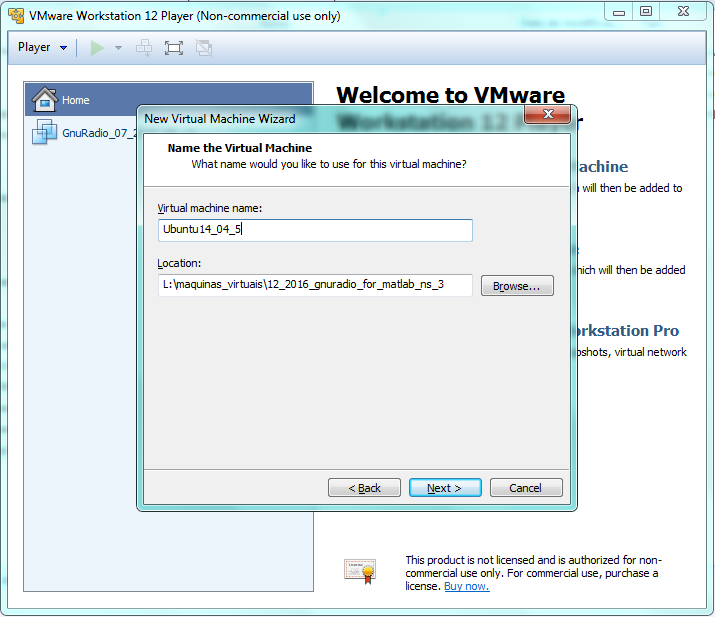 VMware Workstation 12 Player (Non-commercial use only)
Player
Home
GnuRadio_07_2
Welcome to VMware
Workstation 12 Player
New Virtual Machine Wizard
Name the Virtual Machine
What name would you like to use for this virtual machine?
Virtual machine name:
Ubuntu14_04_5
Location:
L:\maquinas_virtuais\12_2016_gnuradio_for_matlab_ns_3
Browse...
< Back
Next >
Cancel
achine
will then be added to
hich will then be added
rkstation Pro
pshots, virtual network
This product is not licensed and is authorized for non-
commercial use only. For commercial use, purchase a
license. Buy now.